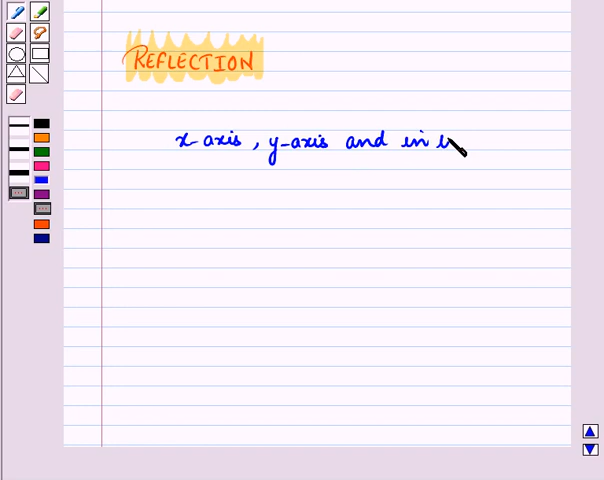 REFLECTION
x-axis, y-axis and in